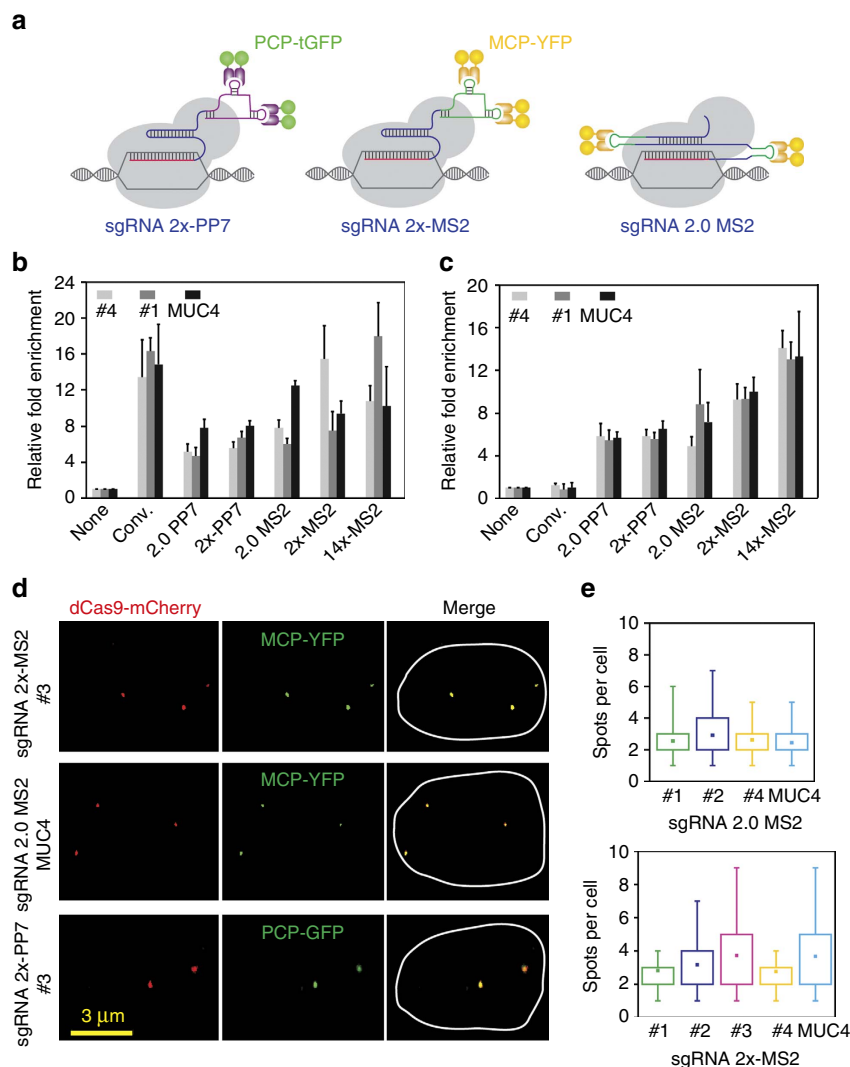 a
PCP-tGFP
MCP-YFP
sgRNA 2x-PP7
sgRNA 2x-MS2
sgRNA 2.0 MS2
b
Relative fold enrichment
24
20
16
12
8
4
0
#4 #1 MUC4
None Conv. 2.0 PP7 2x-PP7 2.0 MS2 2x-MS2 14x-MS2
c
Relative fold enrichment
20
16
12
8
4
0
#4 #1 MUC4
None Conv. 2.0 PP7 2x-PP7 2.0 MS2 2x-MS2 14x-MS2
d
dCas9-mCherry
Merge
sgRNA 2x-MS2
#3
MCP-YFP
sgRNA 2.0 MS2
MUC4
MCP-YFP
sgRNA 2x-PP7
#3
PCP-GFP
3 μm
e
Spots per cell
10
8
6
4
2
0
#1 #2 #4 MUC4
sgRNA 2.0 MS2
Spots per cell
10
8
6
4
2
0
#1 #2 #3 #4 MUC4
sgRNA 2x-MS2